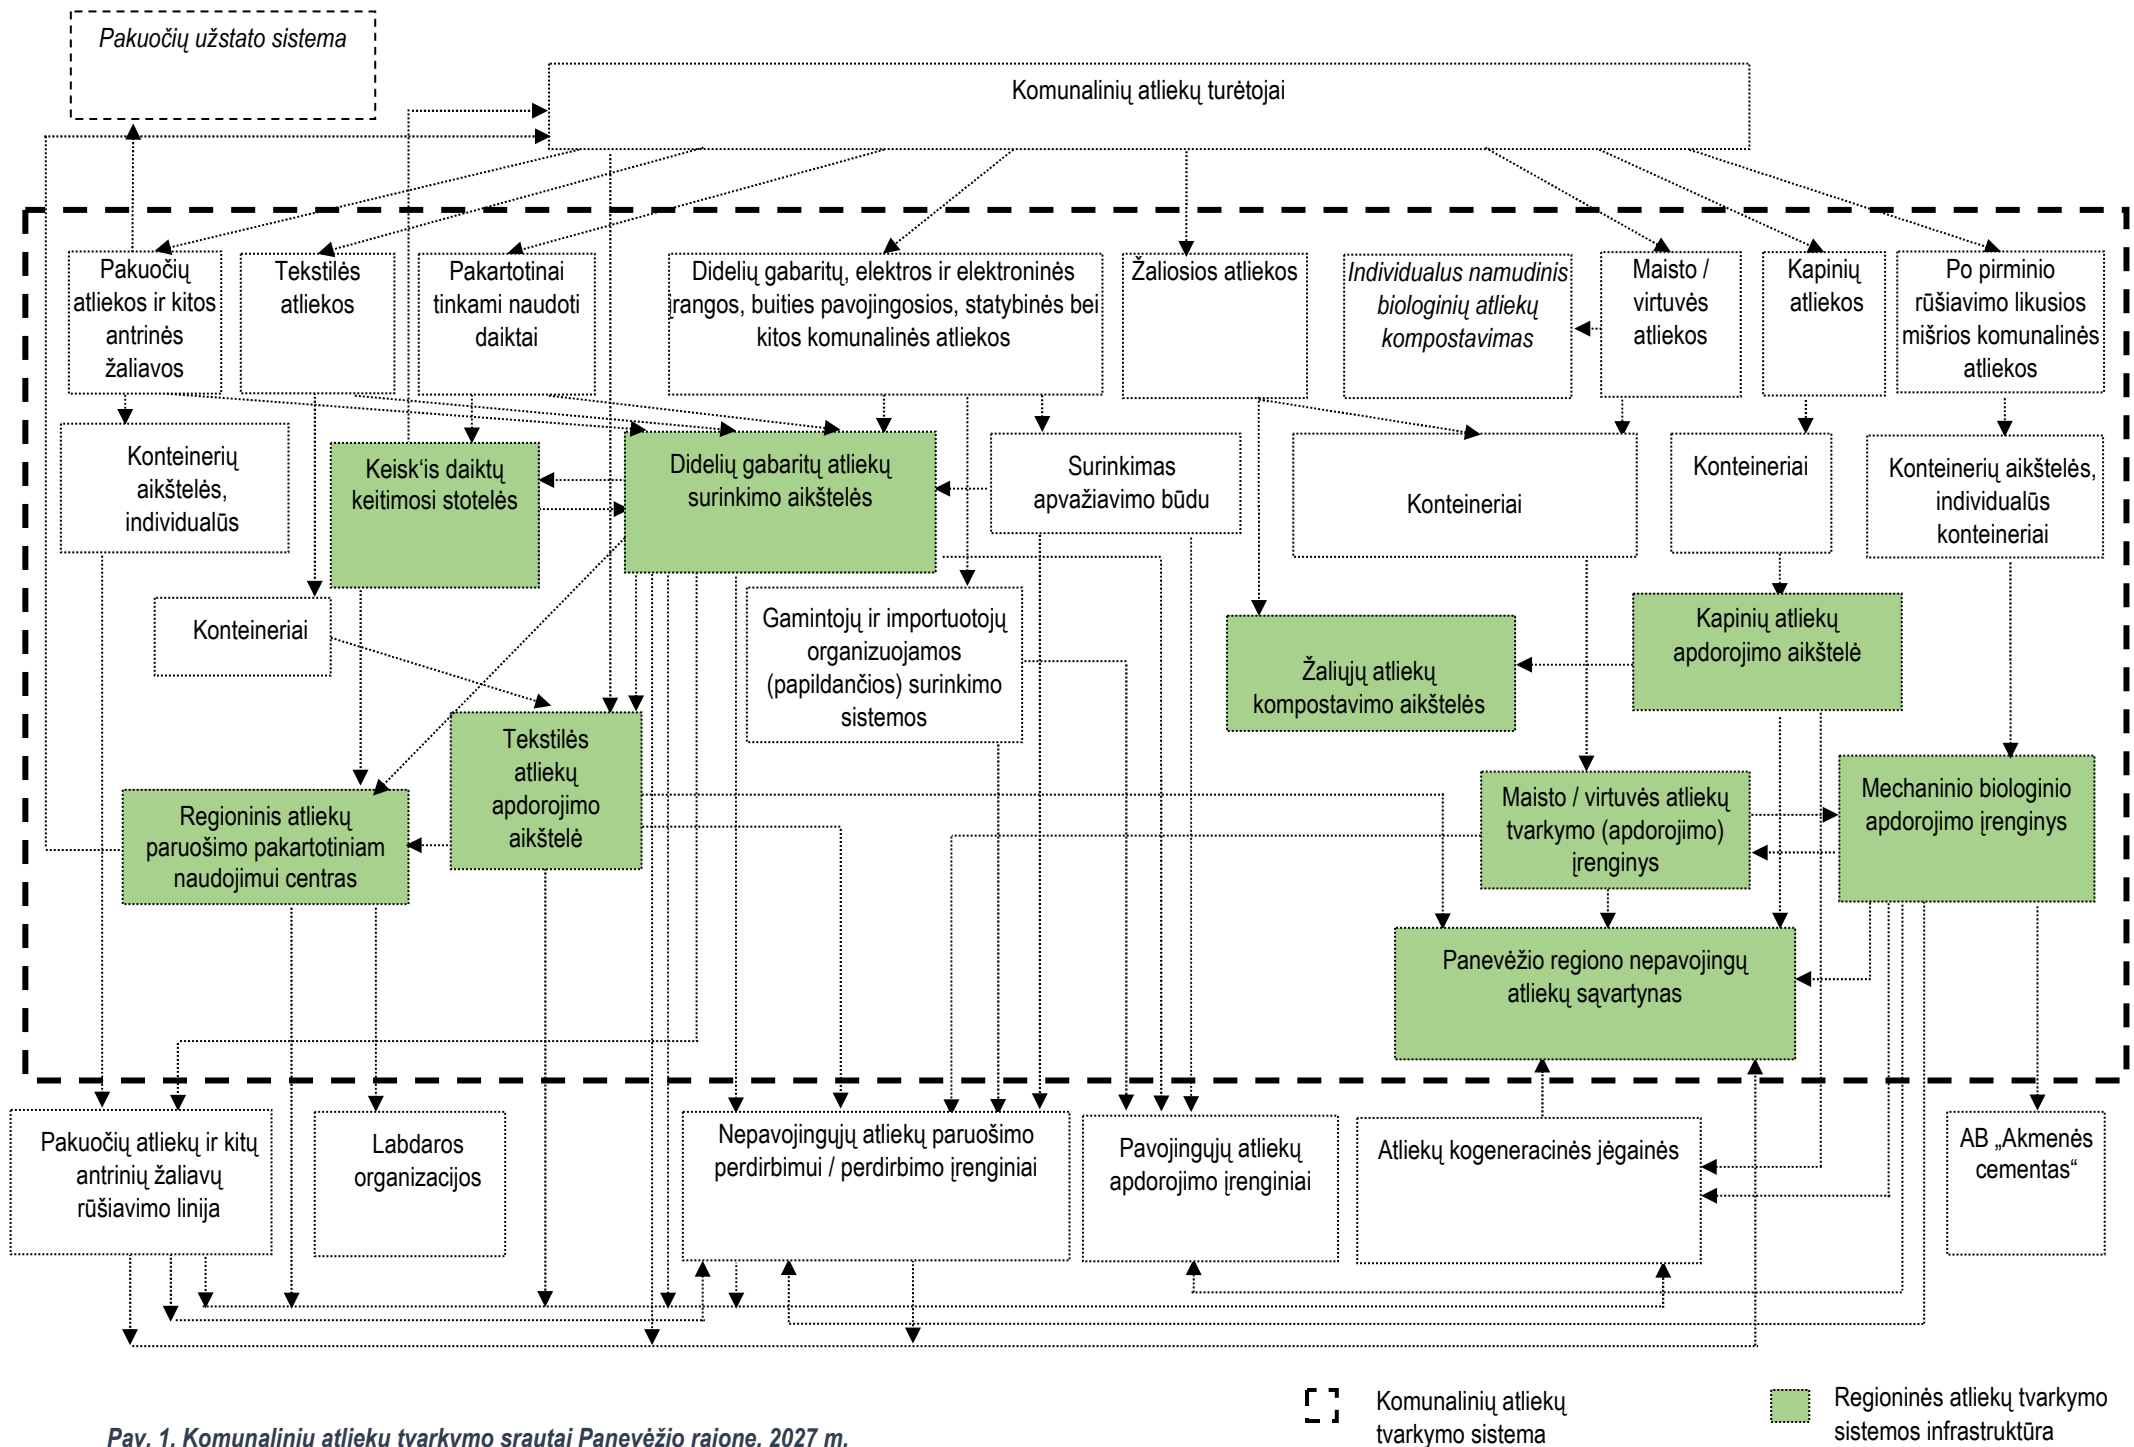 Pakuočių užstato sistema
Komunalinių atliekų turėtojai
Pakuočių
atliekos ir kitos
antrinės
žaliavos
Tekstilės
atliekos
Pakartotinai
tinkami naudoti
daiktai
Didelių gabaritų, elektros ir elektroninės
įrangos, buities pavojingosios, statybinės bei
kitos komunalinės atliekos
Žaliosios atliekos
Individualus namudinis
biologinių atliekų
kompostavimas
Maisto /
virtuvės
atliekos
Kapinių
atliekos
Po pirminio
rūšiavimo likusios
mišrios komunalinės
atliekos
Konteinerių
aikštelės,
individualūs
Keisk‘is daiktų
keitimosi stotelės
Didelių gabaritų atliekų
surinkimo aikštelės
Surinkimas
apvažiavimo būdu
Konteineriai
Konteineriai
Konteinerių aikštelės,
individualūs
konteineriai
Konteineriai
Gamintojų ir importuotojų
organizuojamos
(papildančios) surinkimo
sistemos
Žaliųjų atliekų
kompostavimo aikštelės
Kapinių atliekų
apdorojimo aikštelė
Tekstilės
atliekų
apdorojimo
aikštelė
Regioninis atliekų
paruošimo pakartotiniam
naudojimui centras
Maisto / virtuvės atliekų
tvarkymo (apdorojimo)
įrenginys
Mechaninio biologinio
apdorojimo įrenginys
Panevėžio regiono nepavojingų
atliekų sąvartynas
Pakuočių atliekų ir kitų
antrinių žaliavų
rūšiavimo linija
Labdaros
organizacijos
Nepavojingųjų atliekų paruošimo
perdirbimui / perdirbimo įrenginiai
Pavojingųjų atliekų
apdorojimo įrenginiai
Atliekų kogeneracinės jėgainės
AB „Akmenės
cementas“
Komunalinių atliekų
tvarkymo sistema
Regioninės atliekų tvarkymo
sistemos infrastruktūra
Pav. 1. Komunalinių atliekų tvarkymo srautai Panevėžio rajone, 2027 m.